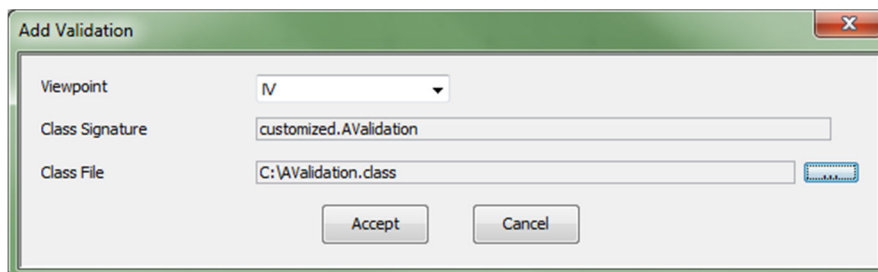 Add Validation
Viewpoint IV
Class Signature customized.AValidation
Class File C:\AValidation.class ...
Accept Cancel